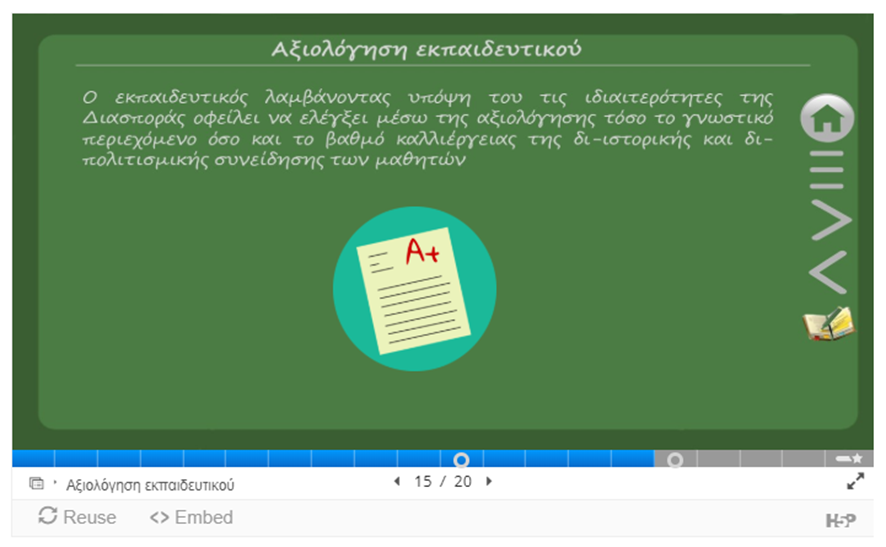 Αξιολόγηση εκπαιδευτικού
Ο εκπαιδευτικός λαμβάνοντας υπόψη του τις ιδιαιτερότητες της
Διασποράς οφείλει να ελέγξει μέσω της αξιολόγησης τόσο το γνωστικό
περιεχόμενο όσο και το βαθμό καλλιέργειας της δι-ιστορικής και δι-
πολιτισμικής συνείδησης των μαθητών
A+
Αξιολόγηση εκπαιδευτικού
15 / 20
Reuse
<> Embed
H5P